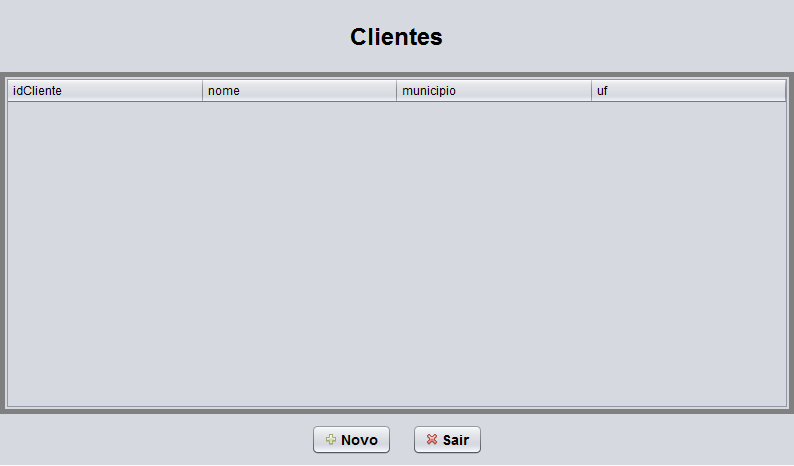 Clientes
idCliente nome municipio uf
Novo Sair